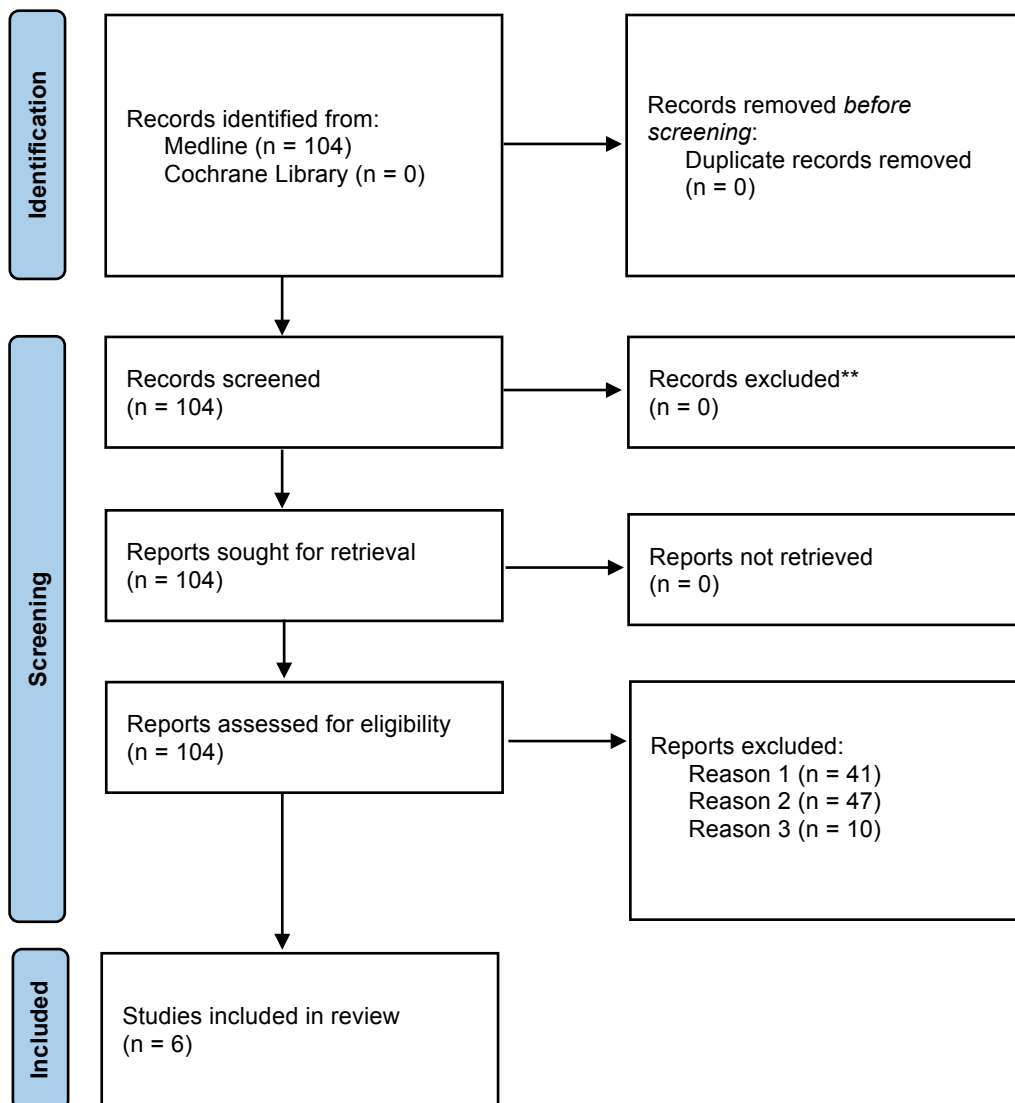 Identification
Records identified from:
Medline (n = 104)
Cochrane Library (n = 0)
Records removed before
screening:
Duplicate records removed
(n = 0)
Screening
Records screened
(n = 104)
Records excluded**
(n = 0)
Reports sought for retrieval
(n = 104)
Reports not retrieved
(n = 0)
Reports assessed for eligibility
(n = 104)
Reports excluded:
Reason 1 (n = 41)
Reason 2 (n = 47)
Reason 3 (n = 10)
Included
Studies included in review
(n = 6)